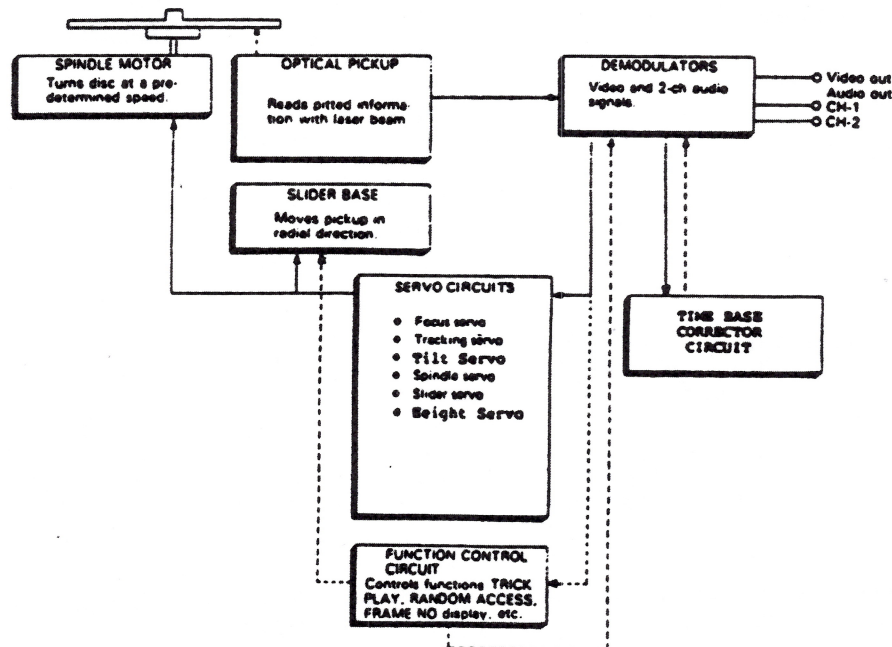 SPINDLE MOTOR
Turns disc at a pre-
determined speed.
OPTICAL PICKUP
Reads pitted informa-
tion with laser beam
DEMODULATORS
Video and 2-ch audio
signals.
Video out
Audio out
CH-1
CH-2
SLIDER BASE
Moves pickup in
radial direction.
SERVO CIRCUITS
• Focus servo
• Tracking servo
• Tilt Servo
• Spindle servo
• Slider servo
• Height Servo
TIME BASE
CORRECTOR
CIRCUIT
FUNCTION CONTROL
CIRCUIT
Controls functions TRICK
PLAY, RANDOM ACCESS,
FRAME NO display, etc.